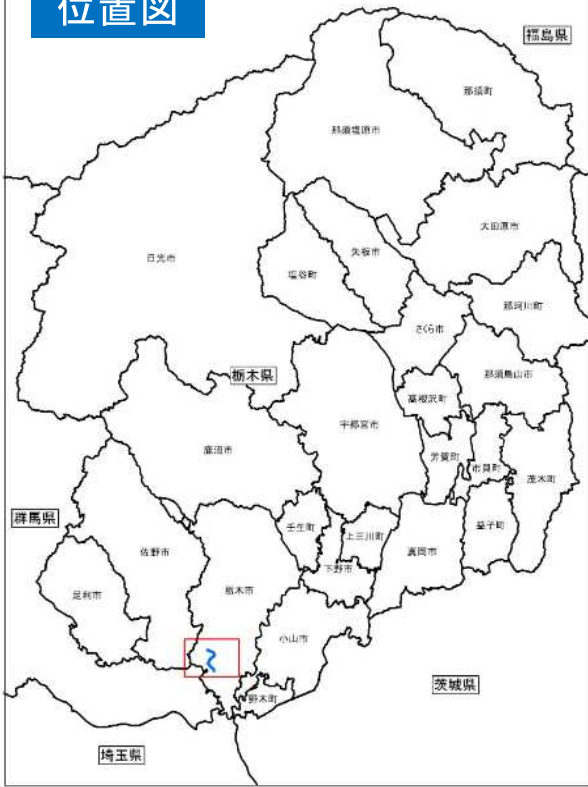 位置図
福島県
那須町
那須塩原市
大田原市
日光市
矢板市
塩谷町
那珂川町
さくら市
那須烏山市
栃木県
高根沢町
宇都宮市
鹿沼市
芳賀町
市貝町
茂木町
群馬県
壬生町
上三川町
益子町
佐野市
真岡市
下野市
足利市
栃木市
小山市
茨城県
野木町
埼玉県